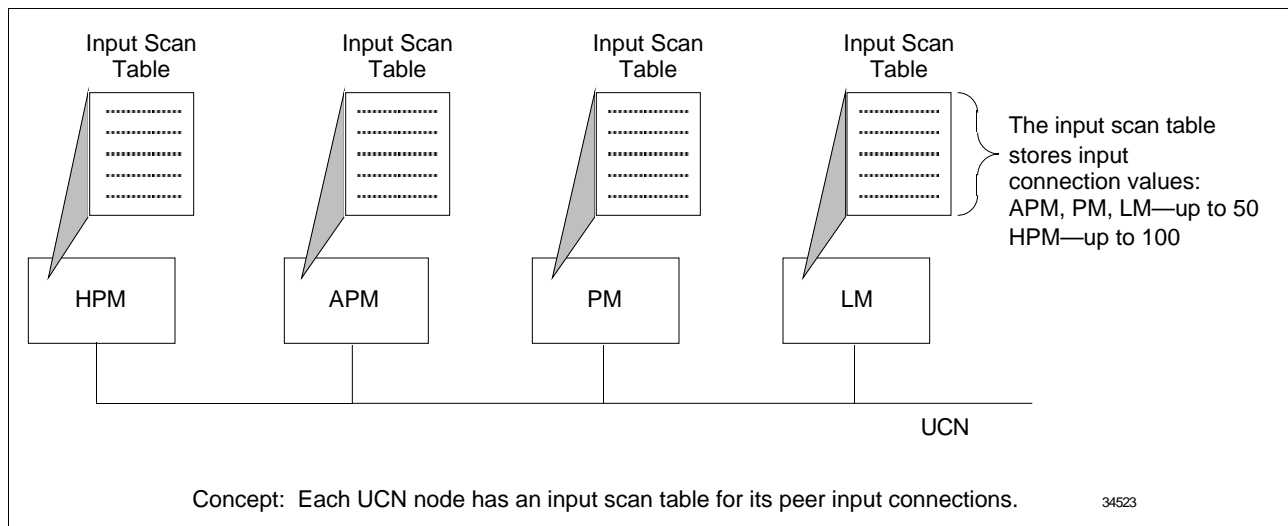 Input Scan
Table
Input Scan
Table
Input Scan
Table
Input Scan
Table
The input scan table
stores input
connection values:
APM, PM, LM—up to 50
HPM—up to 100
HPM
APM
PM
LM
UCN
Concept: Each UCN node has an input scan table for its peer input connections.
34523